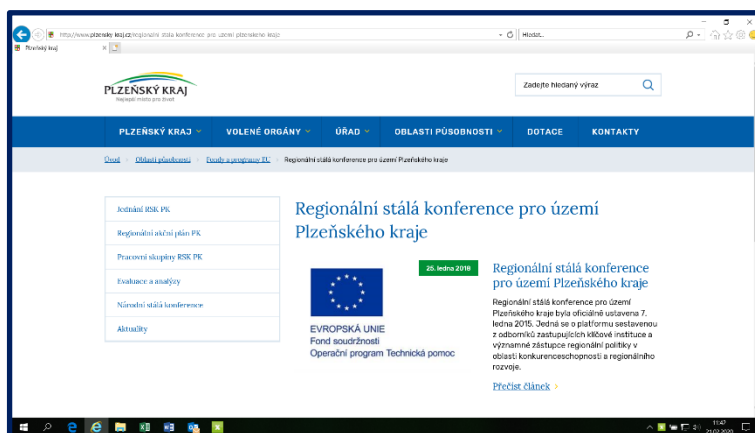 http://www.plzensky-kraj.cz/regionalni-stala-konference-pro-uzemi-plzenskeho-kraje
Hledat...
Plzeňský kraj
PLZEŇSKÝ KRAJ
Nejlepší místo pro život
Zadejte hledaný výraz
PLZEŇSKÝ KRAJ VOLENÉ ORGÁNY ÚŘAD OBLASTI PŮSOBNOSTI DOTACE KONTAKTY
Úvod Oblasti působnosti Fondy a programy EU Regionální stálá konference pro území Plzeňského kraje
Jednání RSK PK
Regionální akční plán PK
Pracovní skupiny RSK PK
Evaluace a analýzy
Národní stálá konference
Aktuality
Regionální stálá konference pro území
Plzeňského kraje
EVROPSKÁ UNIE
Fond soudržnosti
Operační program Technická pomoc
25. ledna 2018
Regionální stálá konference
pro území Plzeňského kraje
Regionální stálá konference pro území
Plzeňského kraje byla oficiálně ustavena 7.
ledna 2015. Jedná se o platformu sestavenou
z odborníků zastupujících klíčové instituce a
významné zástupce regionální politiky v
oblasti konkurenceschopnosti a regionálního
rozvoje.
Přečíst článek
11:47
21.02.2020